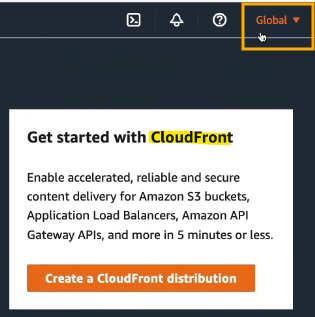 Global ▼
Get started with CloudFront
Enable accelerated, reliable and secure
content delivery for Amazon S3 buckets,
Application Load Balancers, Amazon API
Gateway APIs, and more in 5 minutes or less.
Create a CloudFront distribution